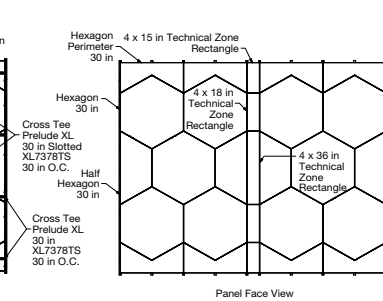 n
Cross Tee
Prelude XL
30 in Slotted
XL7378TS
30 in O.C.
Cross Tee
Prelude XL
30 in
XL7378TS
30 in O.C.
Hexagon
Perimeter
30 in
4 x 15 in Technical Zone
Rectangle
Hexagon
30 in
4 x 18 in
Technical
Zone
Rectangle
4 x 36 in
Technical
Zone
Rectangle
Half
Hexagon
30 in
Panel Face View